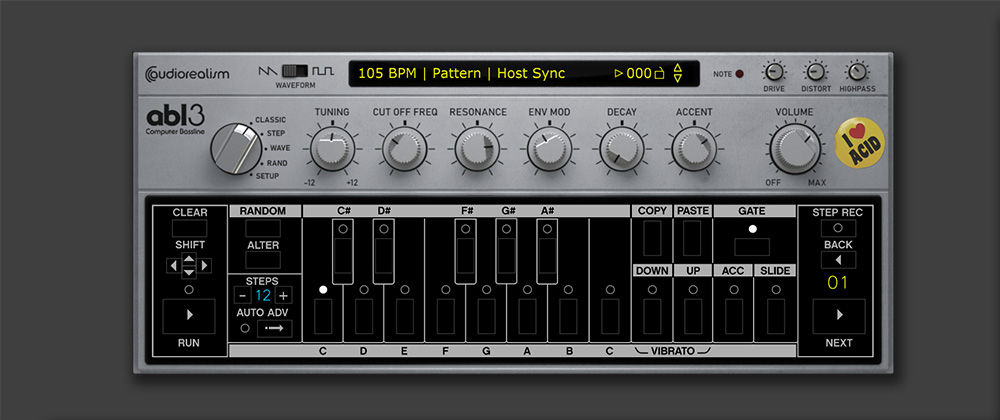 audiorealism
WAVEFORM
105 BPM | Pattern | Host Sync
000
NOTE
DRIVE
DISTORT
HIGHPASS
abl3
Computer Bassline
CLASSIC
STEP
WAVE
RAND
SETUP
TUNING
-12
+12
CUT OFF FREQ
RESONANCE
ENV MOD
DECAY
ACCENT
VOLUME
OFF
MAX
I
ACID
CLEAR
SHIFT
RUN
RANDOM
ALTER
STEPS
- 12 +
AUTO ADV
C# D# F# G# A#
C D E F G A B C
COPY PASTE GATE
DOWN UP ACC SLIDE
VIBRATO
STEP REC
BACK
01
NEXT